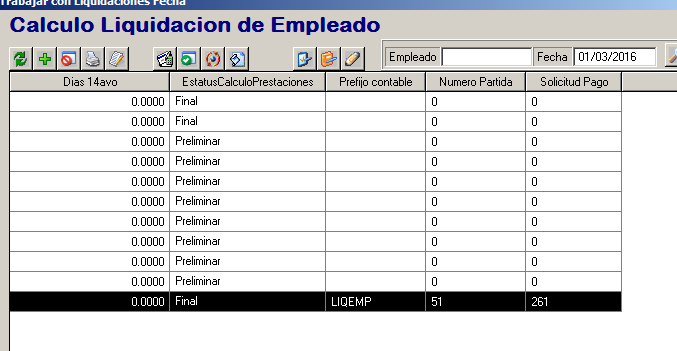 Trabajar con Liquidaciones Fecha
Calculo Liquidacion de Empleado
Empleado Fecha 01/03/2016
Dias 14avo EstatusCalculoPrestaciones Prefijo contable Numero Partida Solicitud Pago
0.0000 Final 0 0
0.0000 Final 0 0
0.0000 Preliminar 0 0
0.0000 Preliminar 0 0
0.0000 Preliminar 0 0
0.0000 Preliminar 0 0
0.0000 Preliminar 0 0
0.0000 Preliminar 0 0
0.0000 Preliminar 0 0
0.0000 Preliminar 0 0
0.0000 Final LIQEMP 51 261